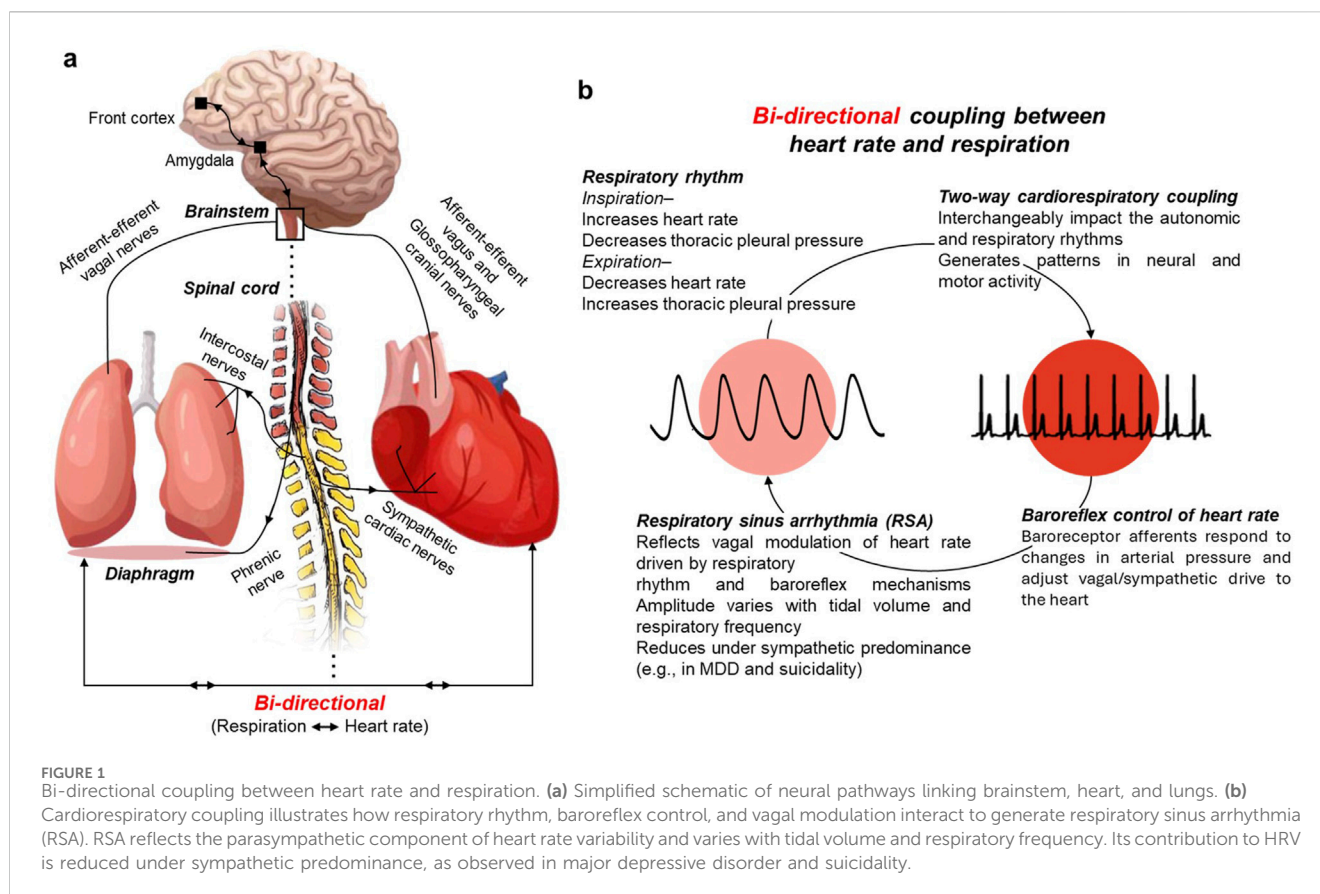 a
Front cortex
Amygdala
Brainstem
Afferent-efferent
vagal nerves
Afferent-efferent
vagus and
Glossopharyngeal
cranial nerves
Spinal cord
Intercostal
nerves
Sympathetic
cardiac nerves
Phrenic
nerve
Diaphragm
Bi-directional
(Respiration ↔ Heart rate)
b
Bi-directional coupling between
heart rate and respiration
Respiratory rhythm
Inspiration–
Increases heart rate
Decreases thoracic pleural pressure
Expiration–
Decreases heart rate
Increases thoracic pleural pressure
Two-way cardiorespiratory coupling
Interchangeably impact the autonomic
and respiratory rhythms
Generates patterns in neural and
motor activity
Respiratory sinus arrhythmia (RSA)
Reflects vagal modulation of heart rate
driven by respiratory
rhythm and baroreflex mechanisms
Amplitude varies with tidal volume and
respiratory frequency
Reduces under sympathetic predominance
(e.g., in MDD and suicidality)
Baroreflex control of heart rate
Baroreceptor afferents respond to
changes in arterial pressure and
adjust vagal/sympathetic drive to
the heart
FIGURE 1
Bi-directional coupling between heart rate and respiration. (a) Simplified schematic of neural pathways linking brainstem, heart, and lungs. (b)
Cardiorespiratory coupling illustrates how respiratory rhythm, baroreflex control, and vagal modulation interact to generate respiratory sinus arrhythmia
(RSA). RSA reflects the parasympathetic component of heart rate variability and varies with tidal volume and respiratory frequency. Its contribution to HRV
is reduced under sympathetic predominance, as observed in major depressive disorder and suicidality.